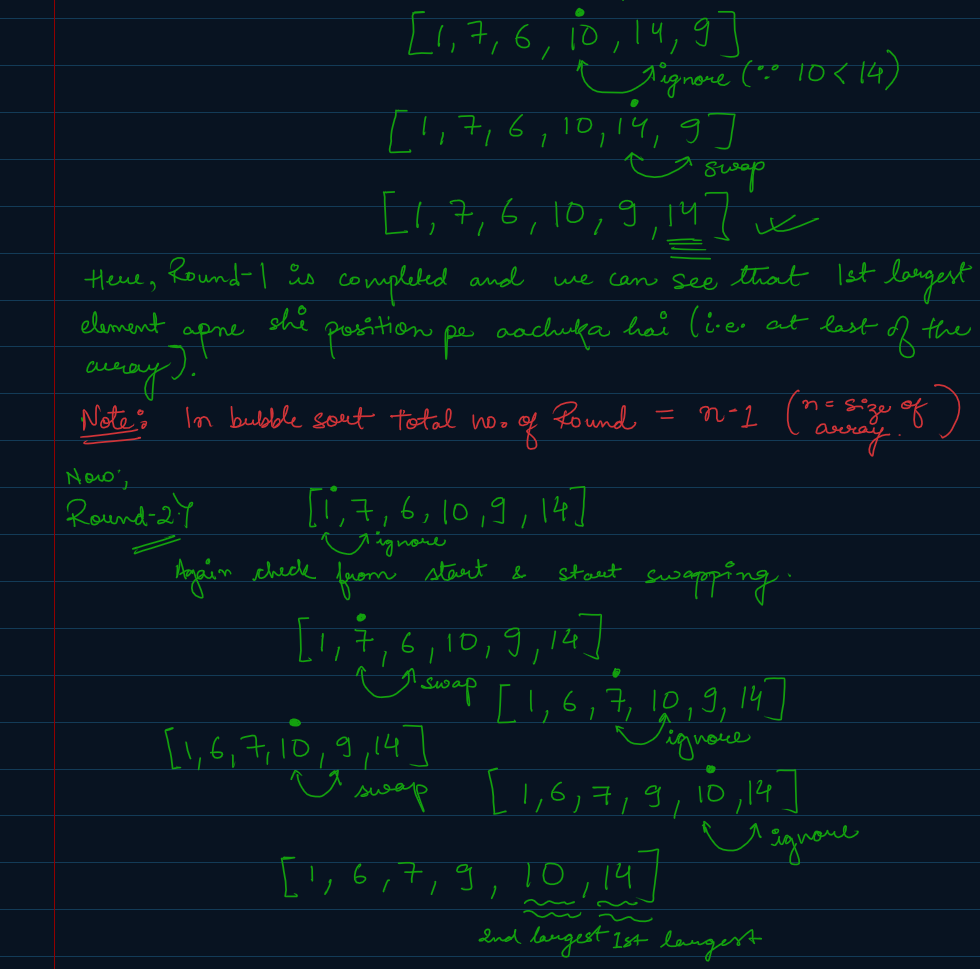 [1, 7, 6, 10, 14, 9]
ignore (∵ 10 < 14)
[1, 7, 6, 10, 14, 9]
swap
[1, 7, 6, 10, 9, 14] ✓
Here, Round-1 is completed and we can see that 1st largest
element apne shi position pe aachuka hai (i.e. at last of the
array).
Note: In bubble sort total no. of Round = n-1 (n = size of array.)
Now,
Round-2 [1, 7, 6, 10, 9, 14]
ignore
Again check from start & start swapping.
[1, 7, 6, 10, 9, 14]
swap
[1, 6, 7, 10, 9, 14]
ignore
[1, 6, 7, 10, 9, 14]
swap
[1, 6, 7, 9, 10, 14]
ignore
[1, 6, 7, 9, 10, 14]
2nd largest 1st largest